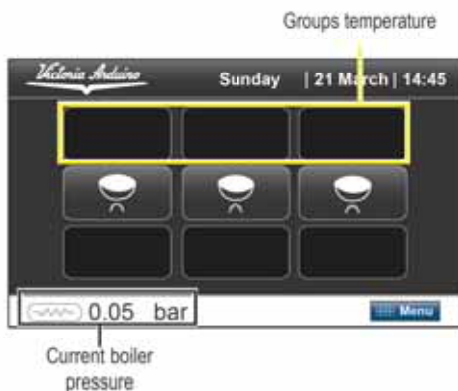 Groups temperature
Victoria Arduino
Sunday | 21 March | 14:45
0.05 bar
Menu
Current boiler
pressure